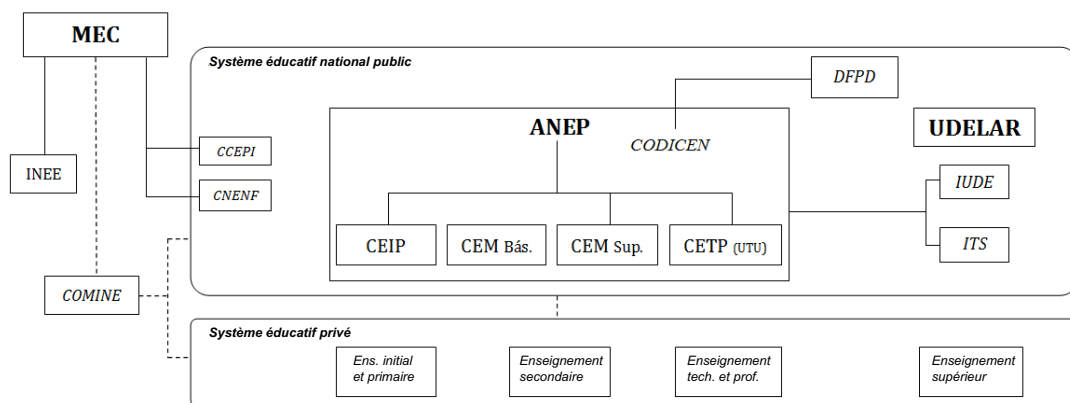 MEC
Système éducatif national public
DFPD
ANEP
CODICEN
UDELAR
CCEPI
INEE
CNENF
IUDE
CEIP
CEM Bás.
CEM Sup.
CETP (UTU)
ITS
COMINE
Système éducatif privé
Ens. initial
et primaire
Enseignement
secondaire
Enseignement
tech. et prof.
Enseignement
supérieur